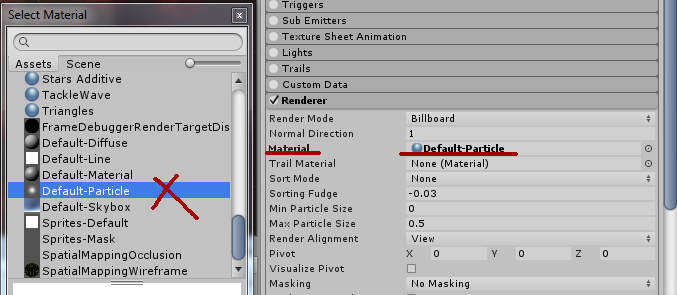 Select Material
Assets Scene
Stars Additive
TackleWave
Triangles
FrameDebuggerRenderTargetDis
Default-Diffuse
Default-Line
Default-Material
Default-Particle
Default-Skybox
Sprites-Default
Sprites-Mask
SpatialMappingOcclusion
SpatialMappingWireframe
Triggers
Sub Emitters
Texture Sheet Animation
Lights
Trails
Custom Data
Renderer
Render Mode Billboard
Normal Direction 1
Material Default-Particle
Trail Material None (Material)
Sort Mode None
Sorting Fudge -0.03
Min Particle Size 0
Max Particle Size 0.5
Render Alignment View
Pivot X 0 Y 0 Z 0
Visualize Pivot
Masking No Masking